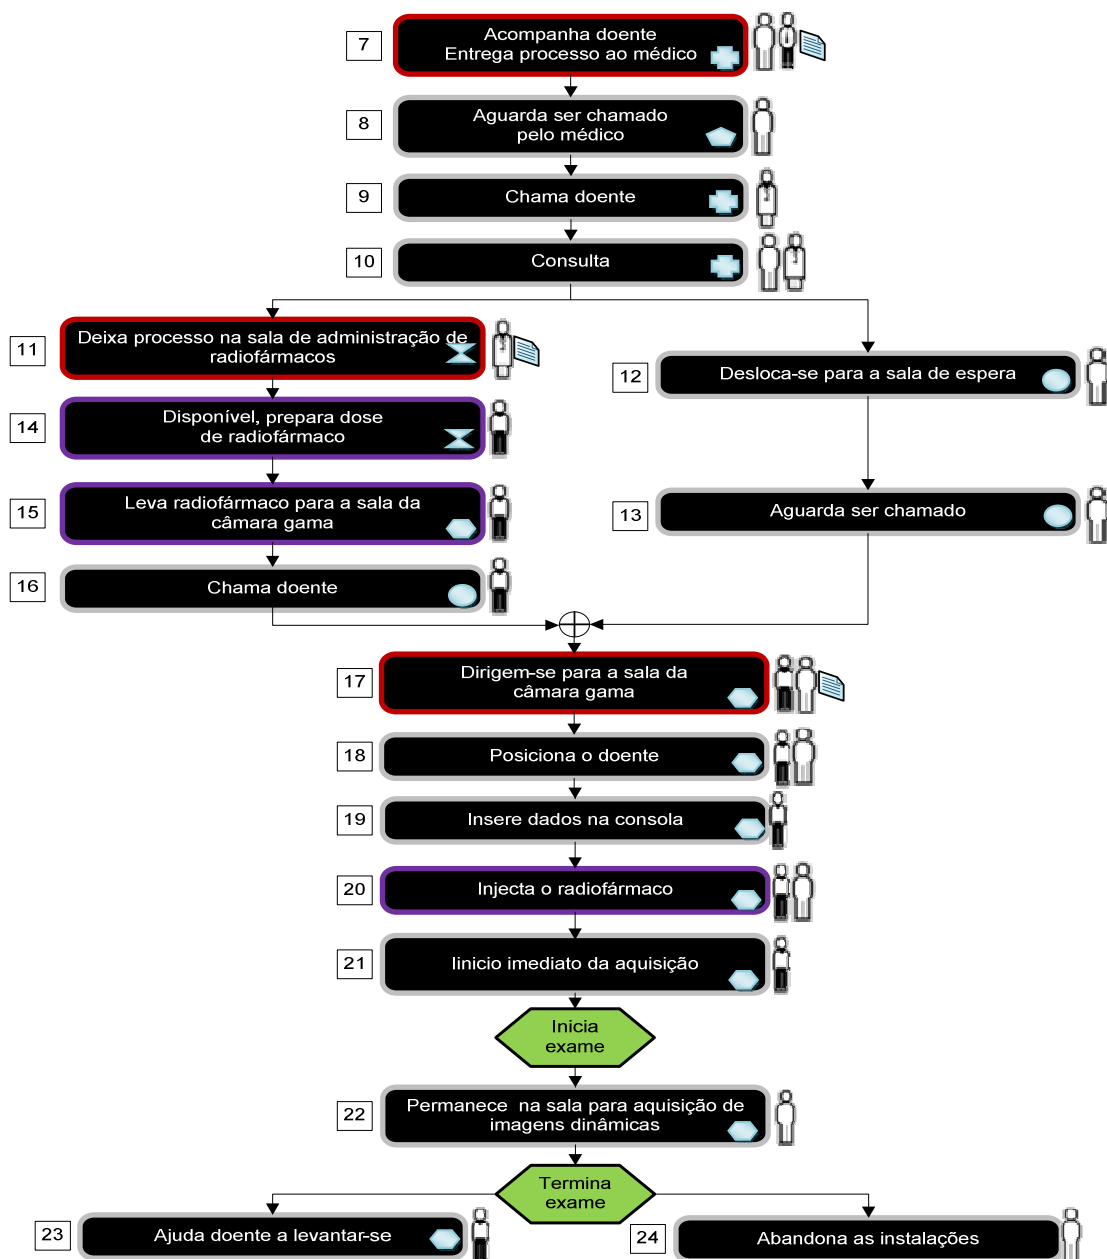 7
Acompanha doente
Entrega processo ao médico
8
Aguarda ser chamado
pelo médico
9
Chama doente
10
Consulta
11
Deixa processo na sala de administração de
radiofármacos
12
Desloca-se para a sala de espera
14
Disponível, prepara dose
de radiofármaco
15
Leva radiofármaco para a sala da
câmara gama
13
Aguarda ser chamado
16
Chama doente
17
Dirigem-se para a sala da
câmara gama
18
Posiciona o doente
19
Insere dados na consola
20
Injecta o radiofármaco
21
Iinicio imediato da aquisição
Inicia
exame
22
Permanece na sala para aquisição de
imagens dinâmicas
Termina
exame
23
Ajuda doente a levantar-se
24
Abandona as instalações